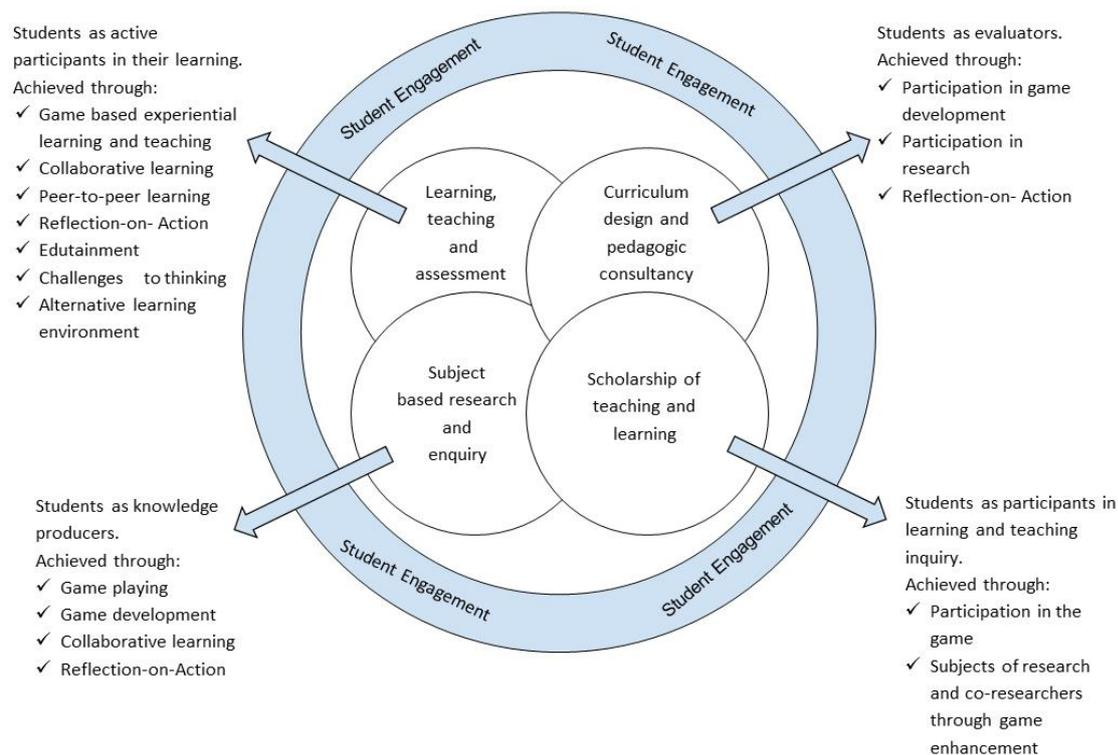 Students as active
participants in their learning.
Achieved through:
✓ Game based experiential
learning and teaching
✓ Collaborative learning
✓ Peer-to-peer learning
✓ Reflection-on- Action
✓ Edutainment
✓ Challenges to thinking
✓ Alternative learning
environment
Student Engagement
Student Engagement
Students as evaluators.
Achieved through:
✓ Participation in game
development
✓ Participation in
research
✓ Reflection-on- Action
Learning,
teaching
and
assessment
Curriculum
design and
pedagogic
consultancy
Subject
based research
and
enquiry
Scholarship of
teaching and
learning
Students as knowledge
producers.
Achieved through:
✓ Game playing
✓ Game development
✓ Collaborative learning
✓ Reflection-on-Action
Student Engagement
Student Engagement
Students as participants in
learning and teaching
inquiry.
Achieved through:
✓ Participation in the
game
✓ Subjects of research
and co-researchers
through game
enhancement